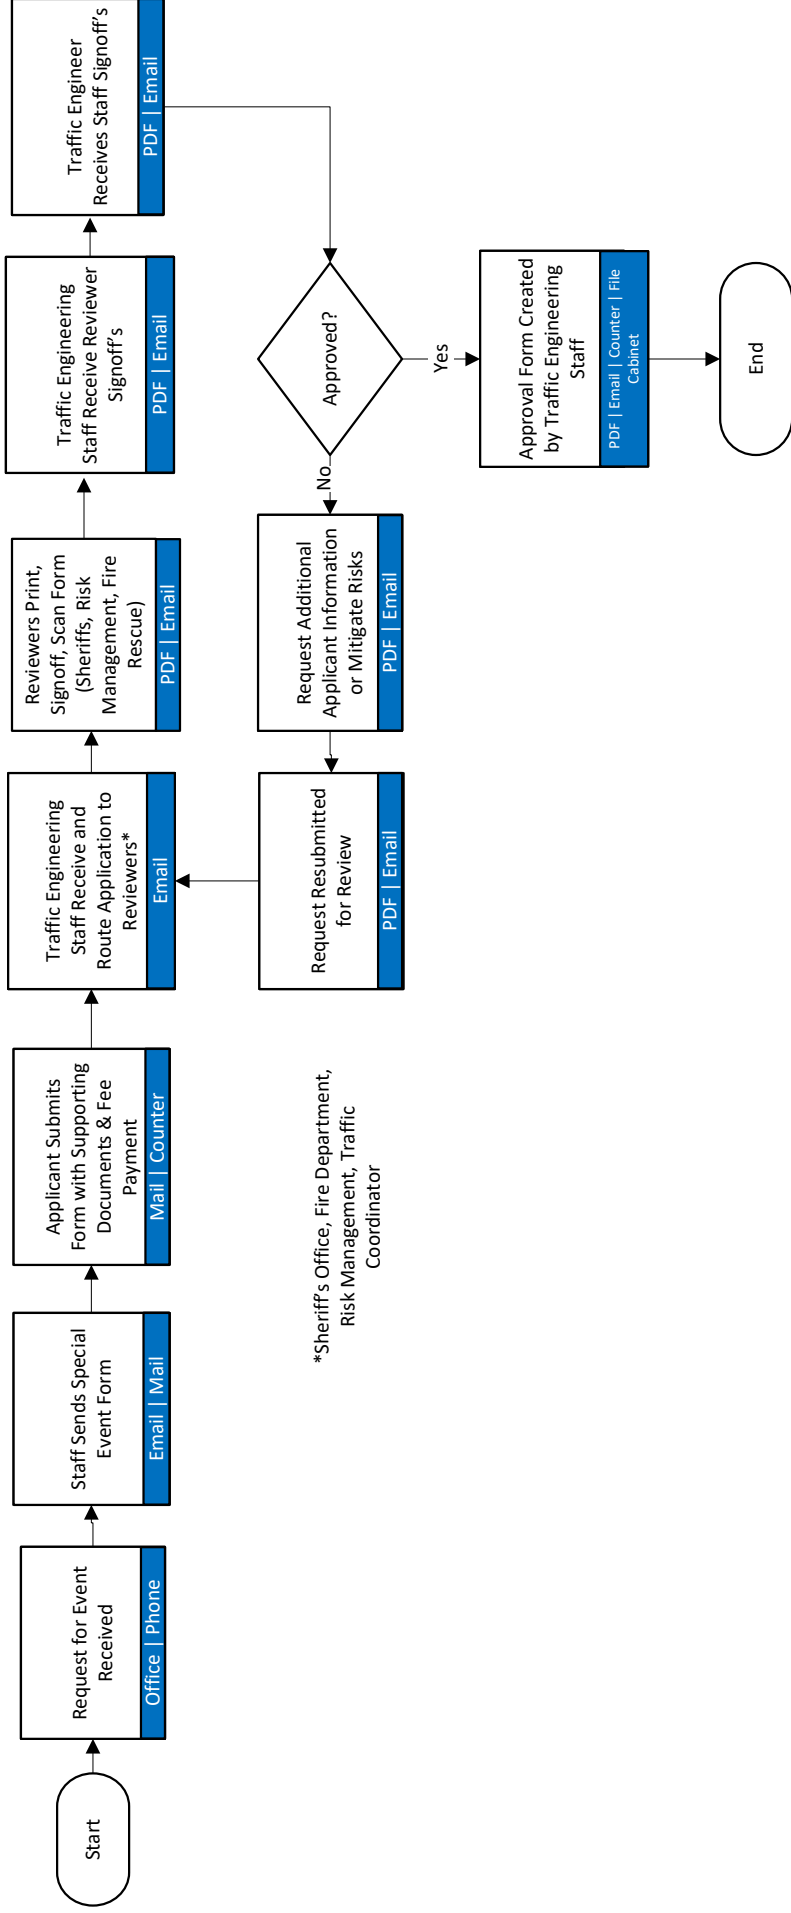 Start
Request for Event
Received
Office | Phone
Staff Sends Special
Event Form
Email | Mail
Applicant Submits
Form with Supporting
Documents & Fee
Payment
Mail | Counter
Traffic Engineering
Staff Receive and
Route Application to
Reviewers*
Email
Reviewers Print,
Signoff, Scan Form
(Sheriffs, Risk
Management, Fire
Rescue)
PDF | Email
Traffic Engineering
Staff Receive Reviewer
Signoff's
PDF | Email
Traffic Engineer
Receives Staff Signoff's
PDF | Email
Approved?
No
Request Additional
Applicant Information
or Mitigate Risks
PDF | Email
Request Resubmitted
for Review
PDF | Email
Yes
Approval Form Created
by Traffic Engineering
Staff
PDF | Email | Counter | File
Cabinet
End
*Sheriff's Office, Fire Department,
Risk Management, Traffic
Coordinator